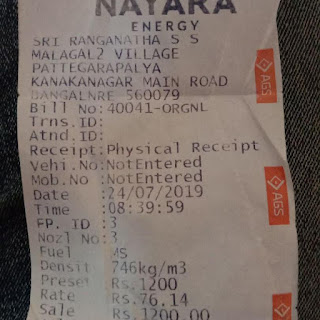 NAYARA
ENERGY
SRI RANGANATHA S S
MALAGAL2 VILLAGE
PATTEGARAPALYA
KANAKANAGAR MAIN ROAD
BANGALNRE 560079
Bill No:40041-ORGNL
Trns.ID:
Atnd.ID:
Receipt:Physical Receipt
Vehi.No:NotEntered
Mob.No :NotEntered
Date :24/07/2019
Time :08:39:59
FP. ID :3
Nozl No:3
Fuel :MS
Densit :746kg/m3
Preset :Rs.1200
Rate :Rs.76.14
Sale :Rs.1200.00
AGS
AGS